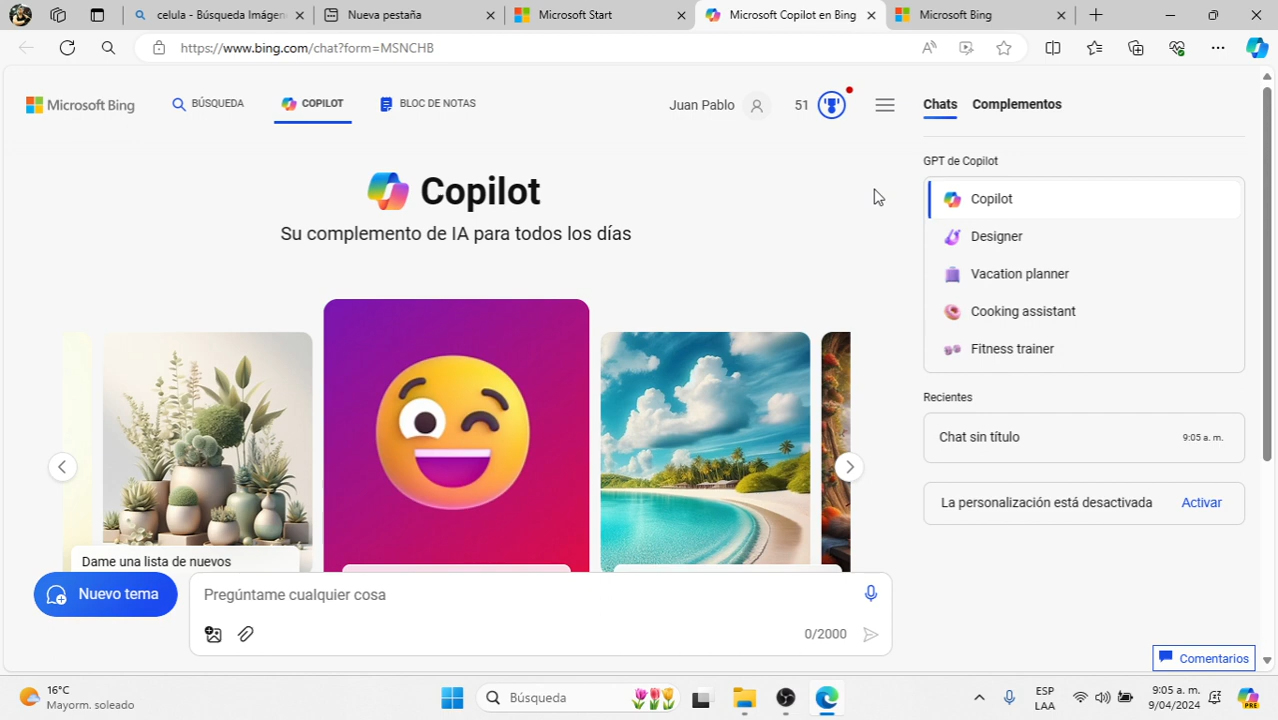 celula - Búsqueda Imágen
Nueva pestaña
Microsoft Start
Microsoft Copilot en Bing
Microsoft Bing
https://www.bing.com/chat?form=MSNCHB
Microsoft Bing
BÚSQUEDA
COPILOT
BLOC DE NOTAS
Juan Pablo
51
Chats
Complementos
Copilot
Su complemento de IA para todos los días
GPT de Copilot
Copilot
Designer
Vacation planner
Cooking assistant
Fitness trainer
Recientes
Chat sin título
9:05 a. m.
La personalización está desactivada
Activar
Dame una lista de nuevos
Nuevo tema
Pregúntame cualquier cosa
0/2000
Comentarios
16°C
Mayorm. soleado
Búsqueda
ESP
LAA
9:05 a. m.
9/04/2024
PRE